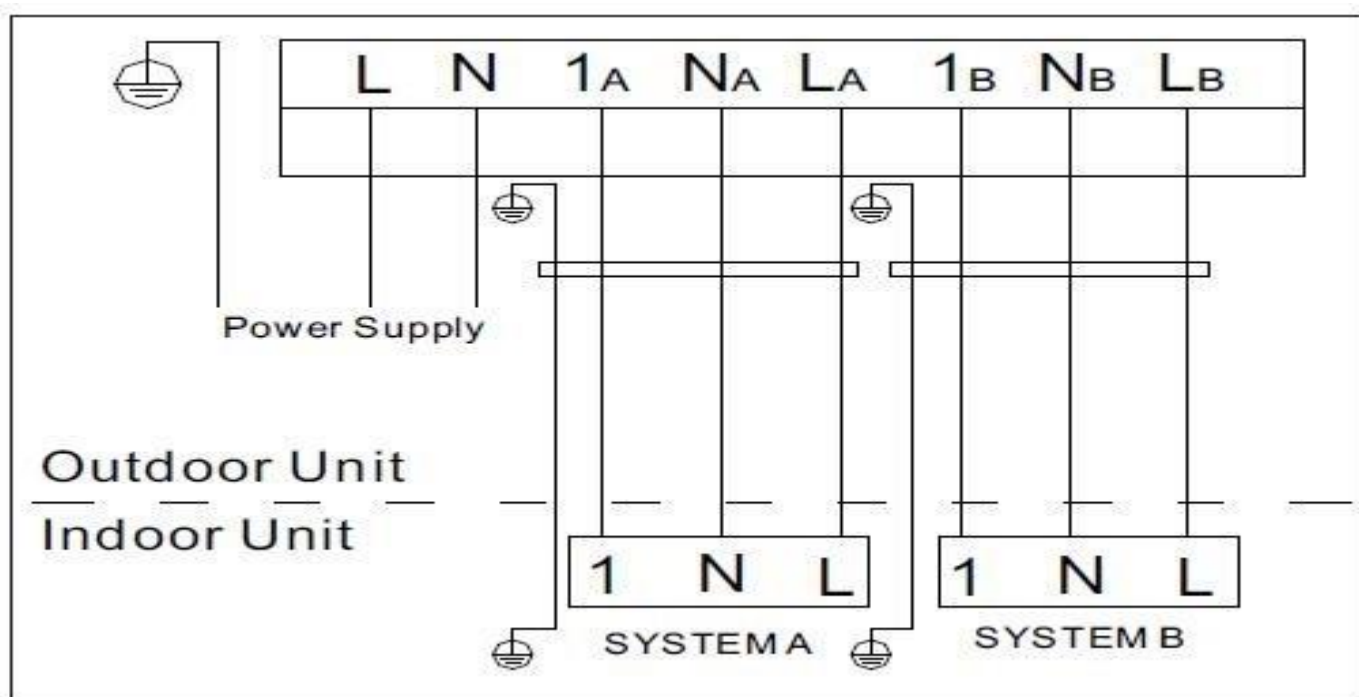 L N 1A NA LA 1B NB LB
Power Supply
Outdoor Unit
Indoor Unit
1 N L 1 N L
SYSTEM A SYSTEM B